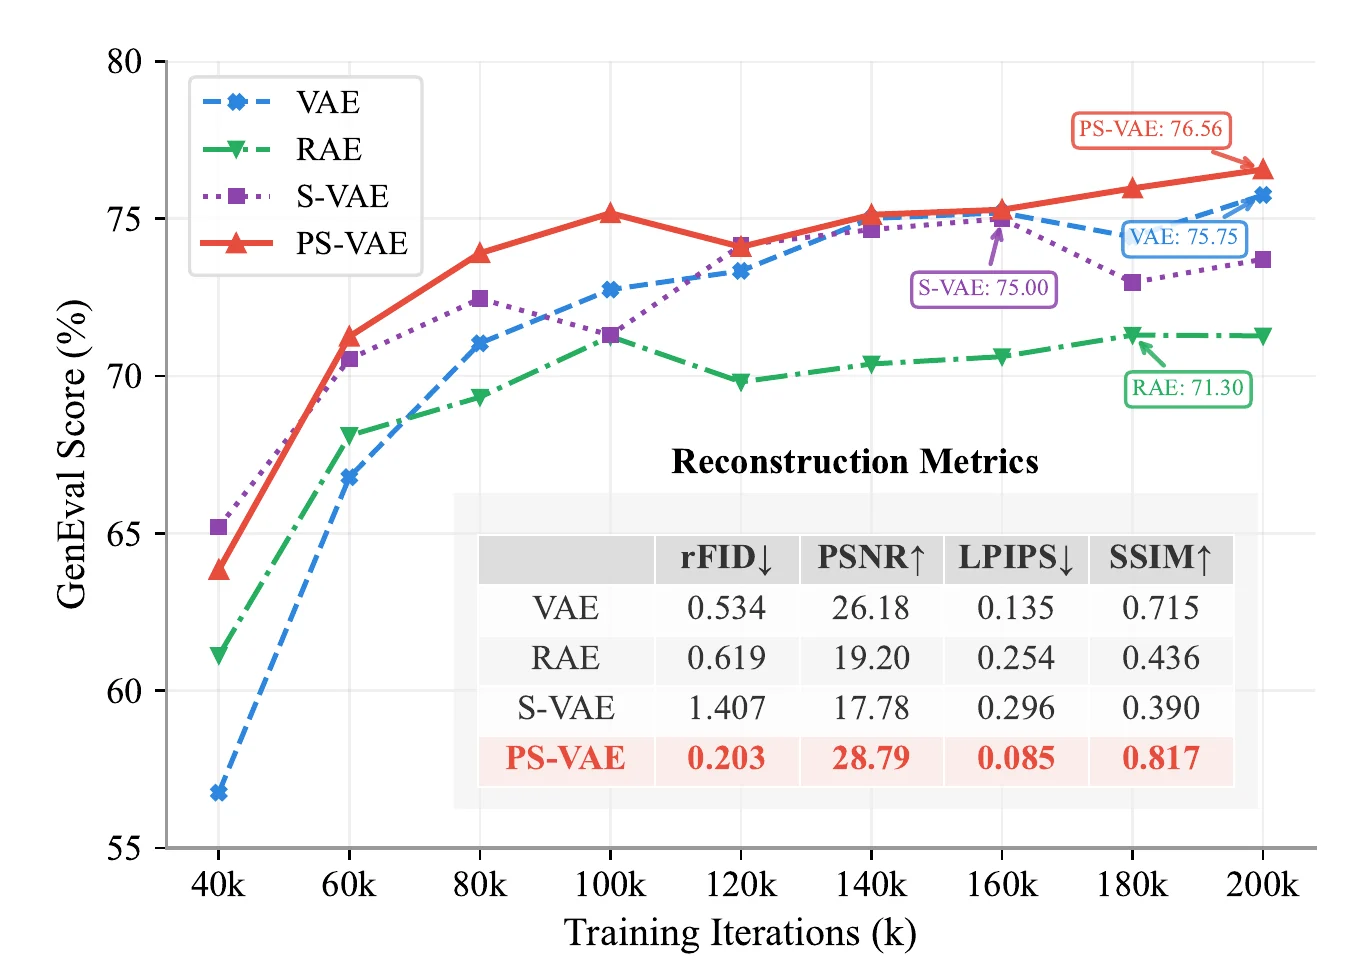 80
75
70
65
60
55
GenEval Score (%)
VAE
RAE
S-VAE
PS-VAE
PS-VAE: 76.56
VAE: 75.75
S-VAE: 75.00
RAE: 71.30
Reconstruction Metrics
rFID↓ PSNR↑ LPIPS↓ SSIM↑
VAE 0.534 26.18 0.135 0.715
RAE 0.619 19.20 0.254 0.436
S-VAE 1.407 17.78 0.296 0.390
PS-VAE 0.203 28.79 0.085 0.817
40k 60k 80k 100k 120k 140k 160k 180k 200k
Training Iterations (k)